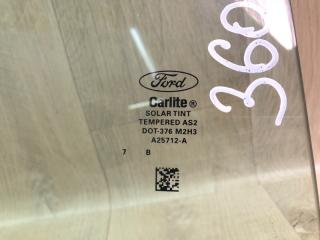 Ford
Carlite®
SOLAR TINT
TEMPERED AS2
DOT-376 M2H3
A25712-A
7 B
360